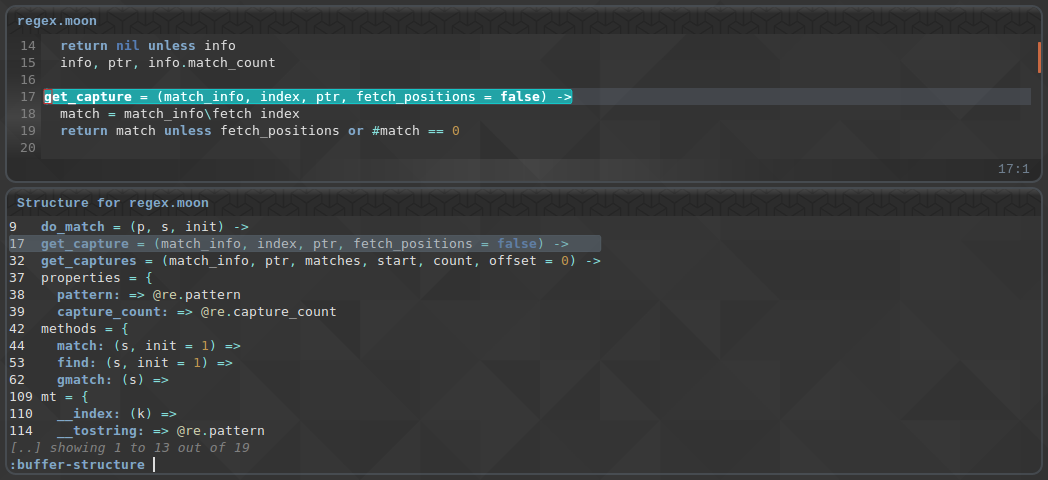 regex.moon
14   return nil unless info
15   info, ptr, info.match_count
16
17 get_capture = (match_info, index, ptr, fetch_positions = false) ->
18   match = match_info\fetch index
19   return match unless fetch_positions or #match == 0
20
17:1
Structure for regex.moon
9   do_match = (p, s, init) ->
17  get_capture = (match_info, index, ptr, fetch_positions = false) ->
32  get_captures = (match_info, ptr, matches, start, count, offset = 0) ->
37  properties = {
38    pattern: => @re.pattern
39    capture_count: => @re.capture_count
42  methods = {
44    match: (s, init = 1) =>
53    find: (s, init = 1) =>
62    gmatch: (s) =>
109 mt = {
110   __index: (k) =>
114   __tostring: => @re.pattern
[..] showing 1 to 13 out of 19
:buffer-structure